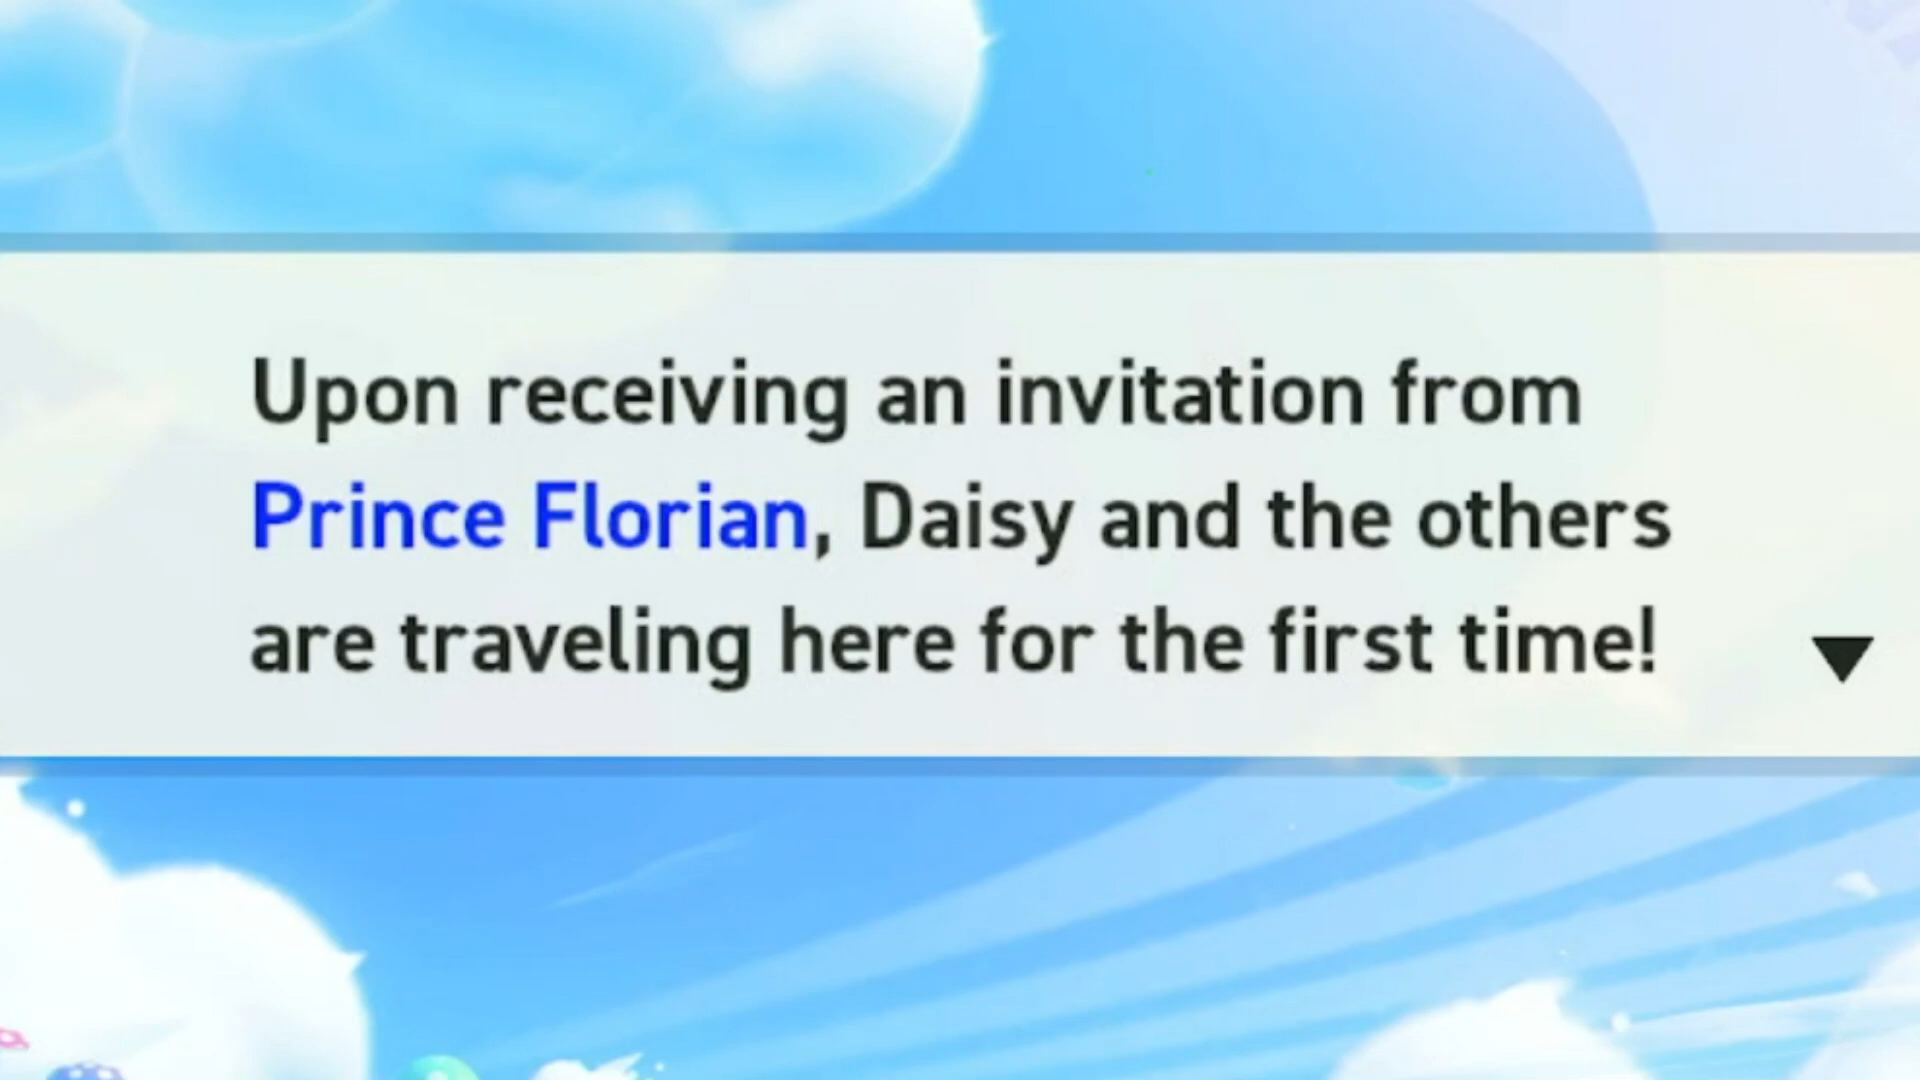 Upon receiving an invitation from
Prince Florian, Daisy and the others
are traveling here for the first time!